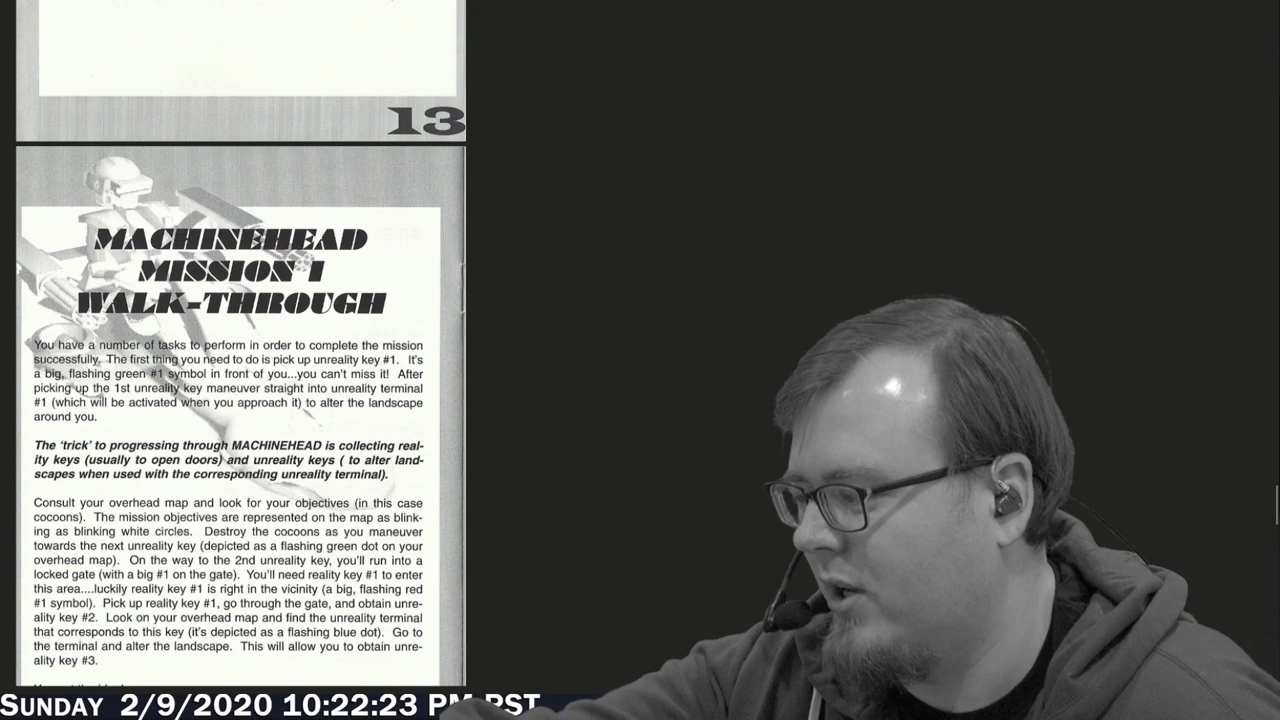 13
MACHINEHEAD
MISSION 1
WALK-THROUGH
You have a number of tasks to perform in order to complete the mission
successfully. The first thing you need to do is pick up unreality key #1. It's
a big, flashing green #1 symbol in front of you...you can't miss it! After
picking up the 1st unreality key maneuver straight into unreality terminal
#1 (which will be activated when you approach it) to alter the landscape
around you.
The 'trick' to progressing through MACHINEHEAD is collecting real-
ity keys (usually to open doors) and unreality keys ( to alter land-
scapes when used with the corresponding unreality terminal).
Consult your overhead map and look for your objectives (in this case
cocoons). The mission objectives are represented on the map as blink-
ing as blinking white circles. Destroy the cocoons as you maneuver
towards the next unreality key (depicted as a flashing green dot on your
overhead map). On the way to the 2nd unreality key, you'll run into a
locked gate (with a big #1 on the gate). You'll need reality key #1 to enter
this area....luckily reality key #1 is right in the vicinity (a big, flashing red
#1 symbol). Pick up reality key #1, go through the gate, and obtain unre-
ality key #2. Look on your overhead map and find the unreality terminal
that corresponds to this key (it's depicted as a flashing blue dot). Go to
the terminal and alter the landscape. This will allow you to obtain unre-
ality key #3.
SUNDAY 2/9/2020 10:22:23 PM PST